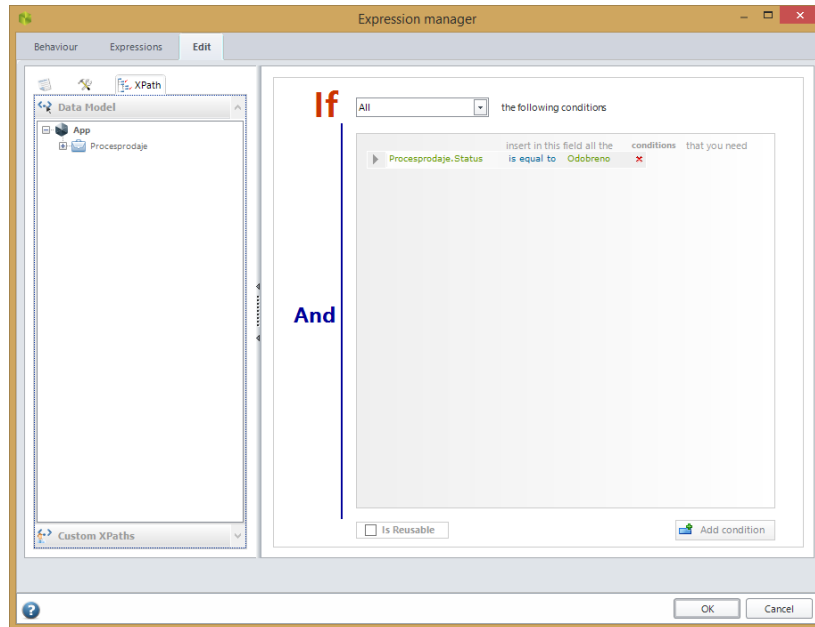 Expression manager
Behaviour Expressions Edit
XPath
Data Model
App
Procesprodaje
Custom XPaths
If All the following conditions
insert in this field all the conditions that you need
Procesprodaje.Status is equal to Odobreno
And
Is Reusable
Add condition
OK Cancel